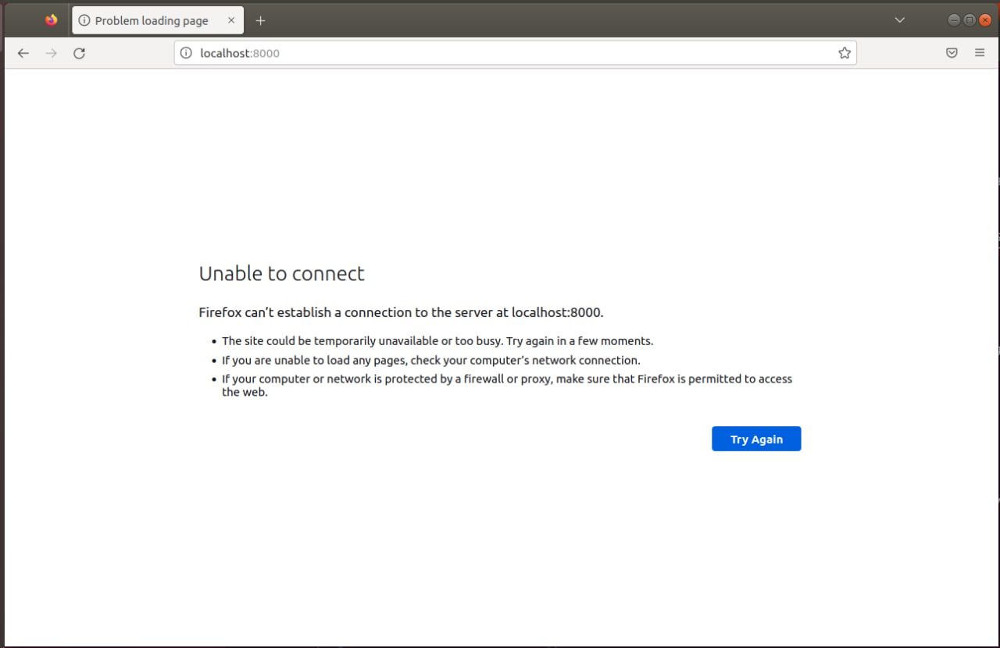 Problem loading page
localhost:8000
Unable to connect
Firefox can’t establish a connection to the server at localhost:8000.
• The site could be temporarily unavailable or too busy. Try again in a few moments.
• If you are unable to load any pages, check your computer’s network connection.
• If your computer or network is protected by a firewall or proxy, make sure that Firefox is permitted to access
the web.
Try Again